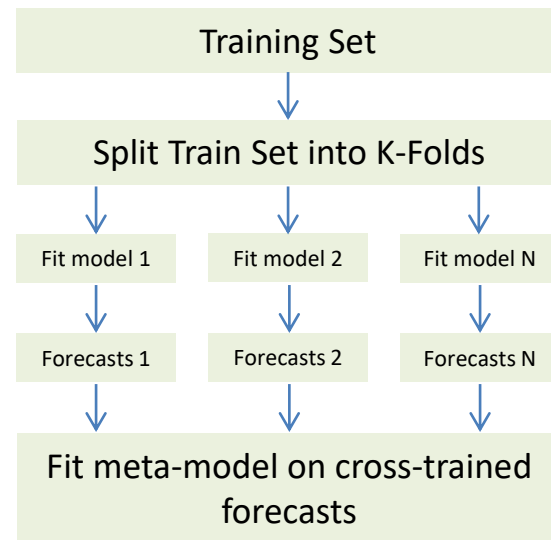 Training Set
Split Train Set into K-Folds
Fit model 1
Fit model 2
Fit model N
Forecasts 1
Forecasts 2
Forecasts N
Fit meta-model on cross-trained
forecasts